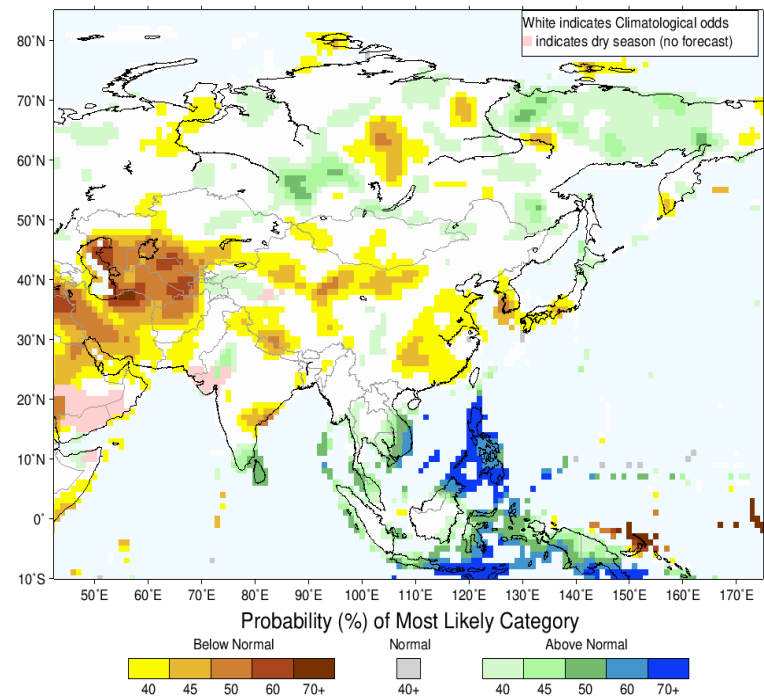 White indicates Climatological odds
indicates dry season (no forecast)
80°N
70°N
60°N
50°N
40°N
30°N
20°N
10°N
0°
10°S
50°E 60°E 70°E 80°E 90°E 100°E 110°E 120°E 130°E 140°E 150°E 160°E 170°E
Probability (%) of Most Likely Category
Below Normal Normal Above Normal
40 45 50 60 70+ 40+ 40 45 50 60 70+